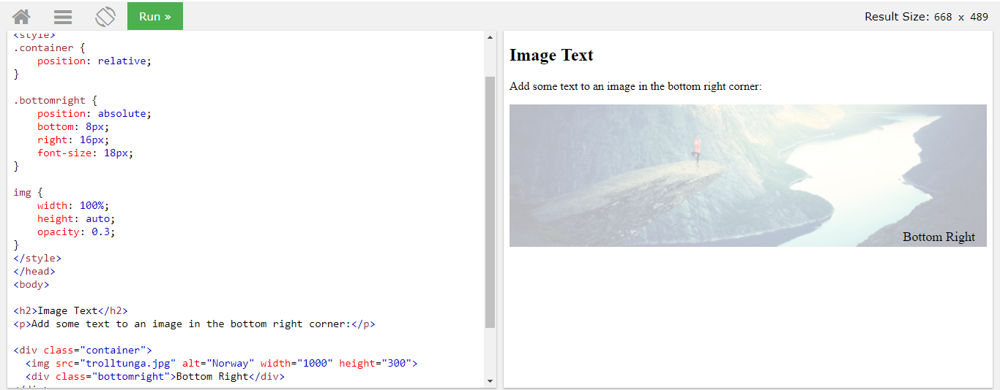 Run »
Result Size: 668 x 489
<style>
.container {
    position: relative;
}
.bottomright {
    position: absolute;
    bottom: 8px;
    right: 16px;
    font-size: 18px;
}
img {
    width: 100%;
    height: auto;
    opacity: 0.3;
}
</style>
</head>
<body>
<h2>Image Text</h2>
<p>Add some text to an image in the bottom right corner:</p>
<div class="container">
  <img src="trolltunga.jpg" alt="Norway" width="1000" height="300">
  <div class="bottomright">Bottom Right</div>
</div>
Image Text
Add some text to an image in the bottom right corner:
Bottom Right